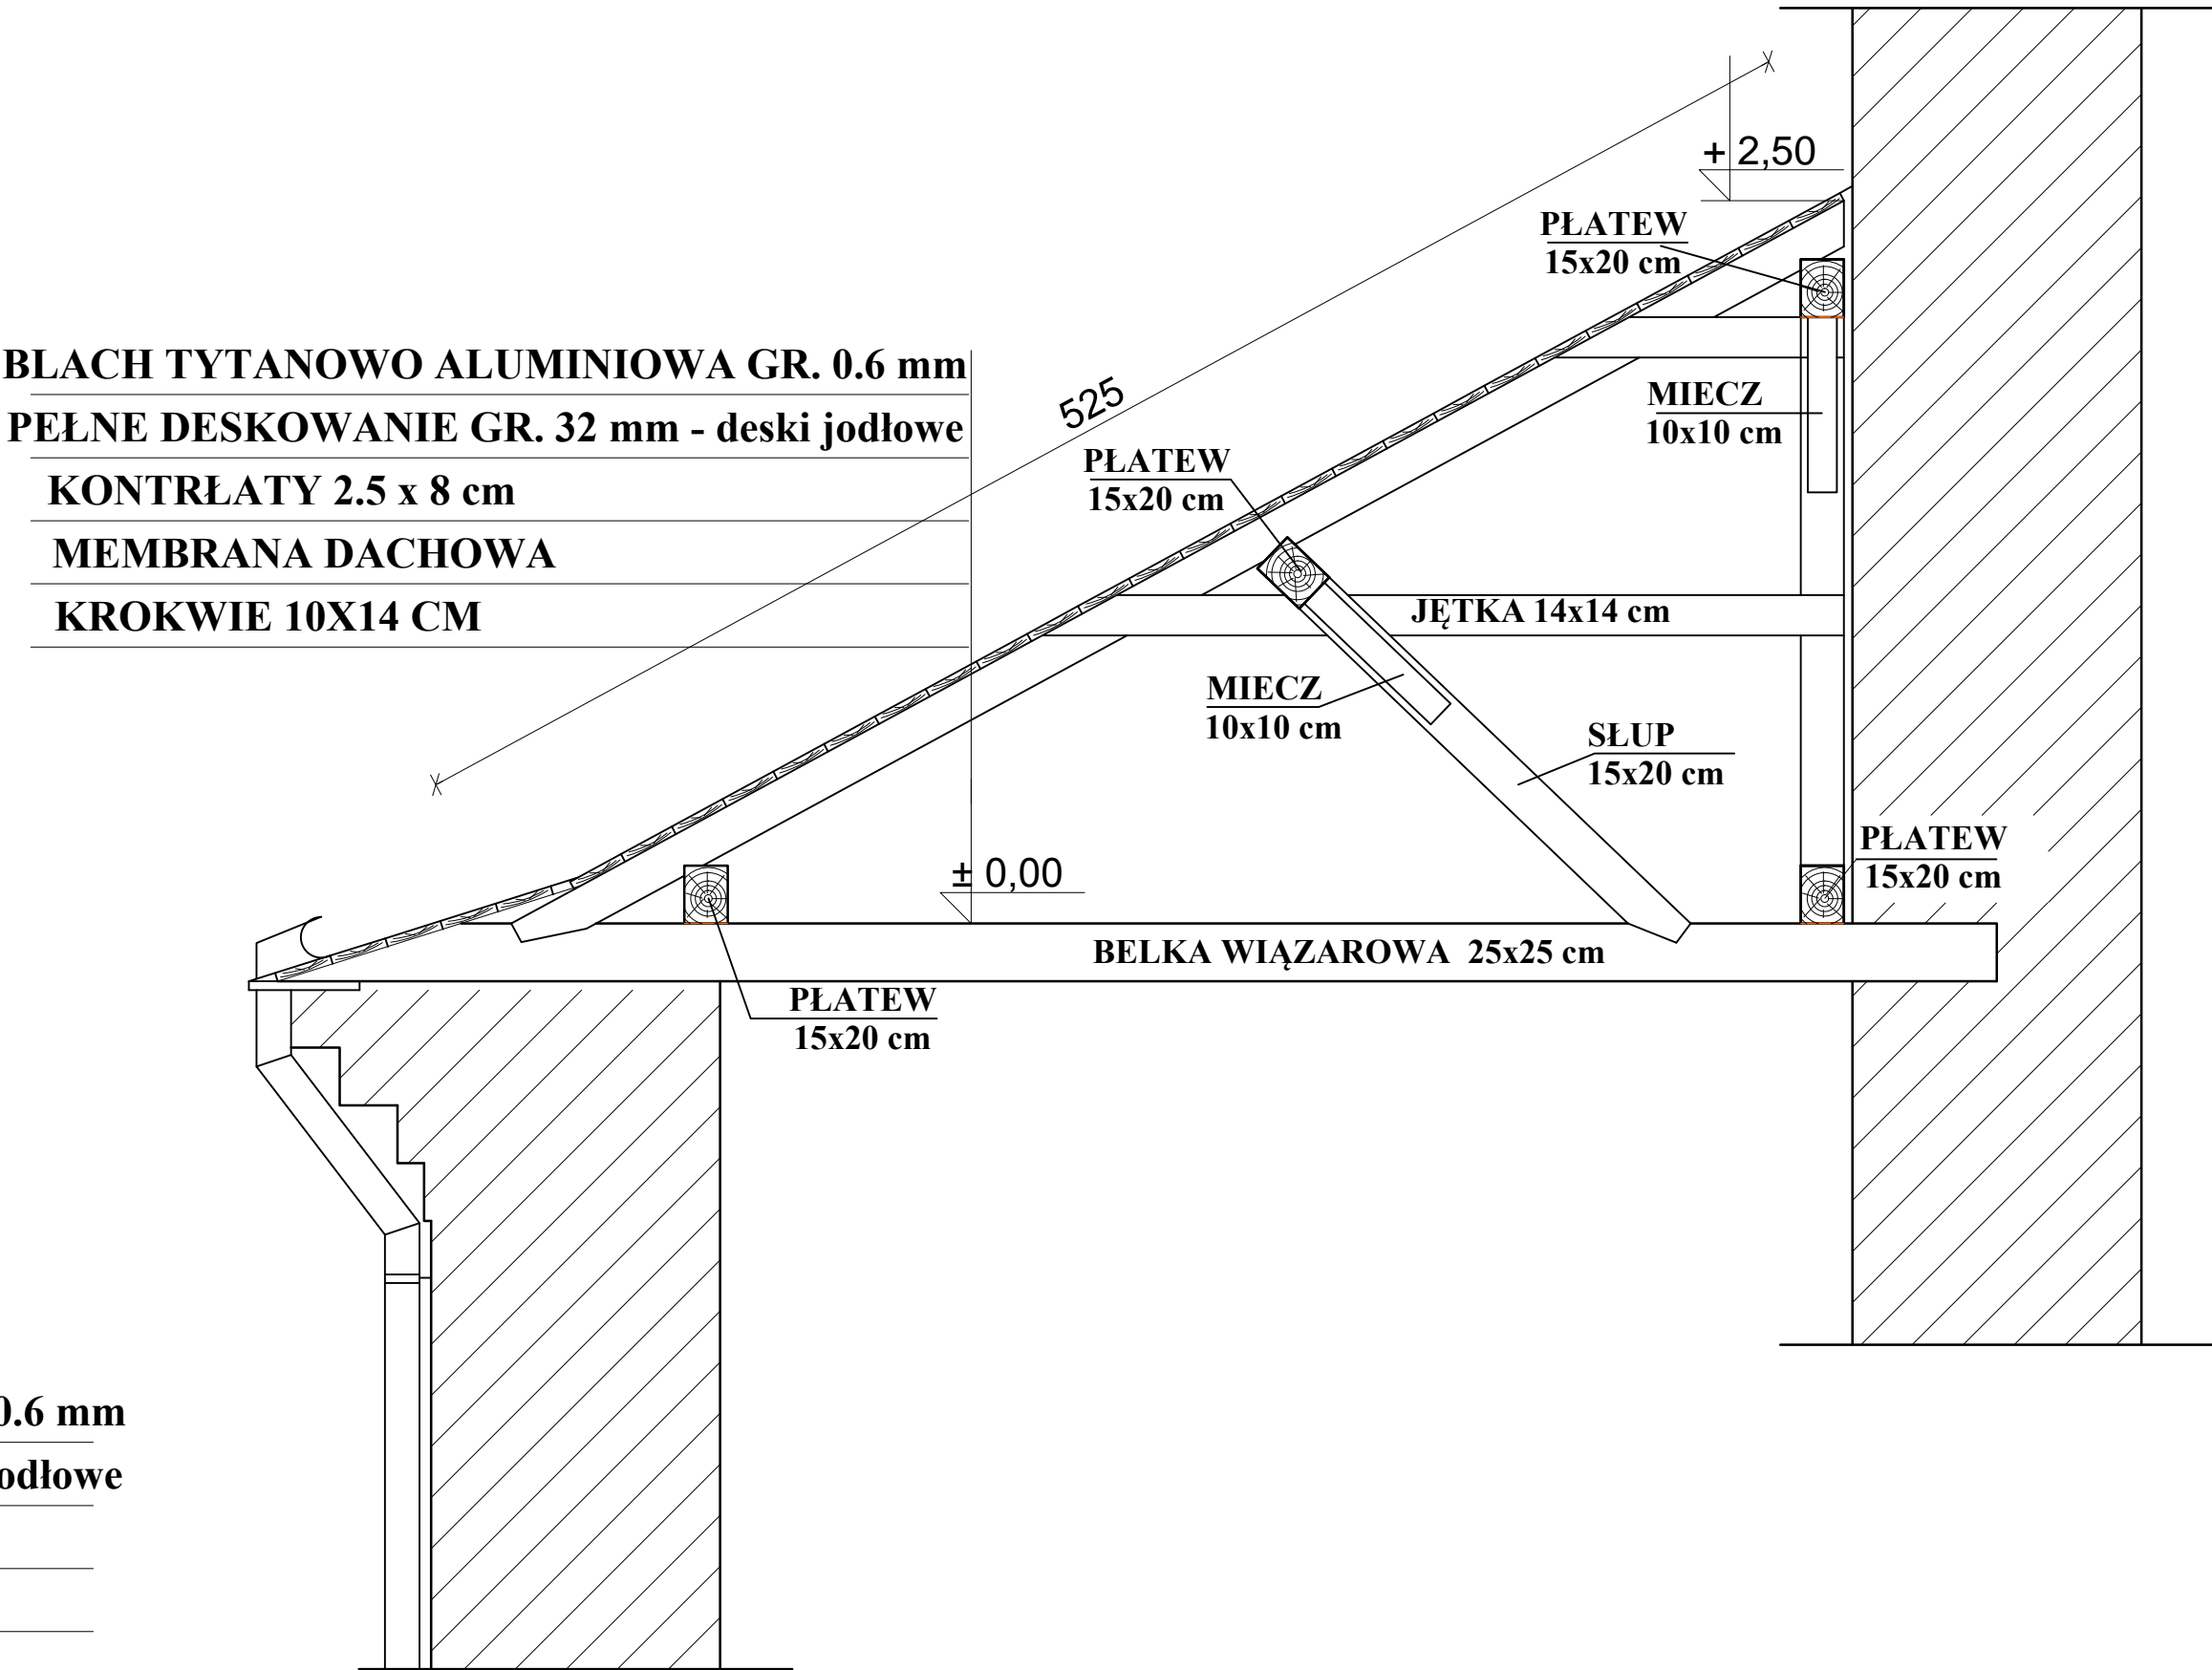 + 2,50
PŁATEW
15x20 cm
BLACH TYTANOWO ALUMINIOWA GR. 0.6 mm
PEŁNE DESKOWANIE GR. 32 mm - deski jodłowe
KONTRŁATY 2.5 x 8 cm
MEMBRANA DACHOWA
KROKWIE 10X14 CM
525
MIECZ
10x10 cm
PŁATEW
15x20 cm
JĘTKA 14x14 cm
MIECZ
10x10 cm
SŁUP
15x20 cm
PŁATEW
15x20 cm
± 0,00
BELKA WIĄZAROWA 25x25 cm
PŁATEW
15x20 cm
0.6 mm
odłowe